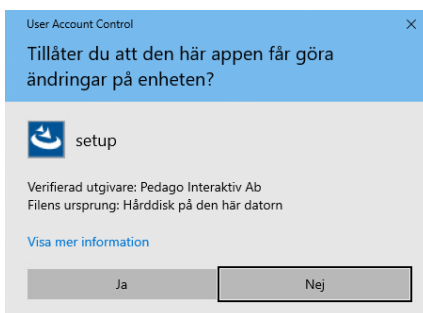 User Account Control
Tillåter du att den här appen får göra
ändringar på enheten?
setup
Verifierad utgivare: Pedago Interaktiv Ab
Filens ursprung: Hårddisk på den här datorn
Visa mer information
Ja
Nej